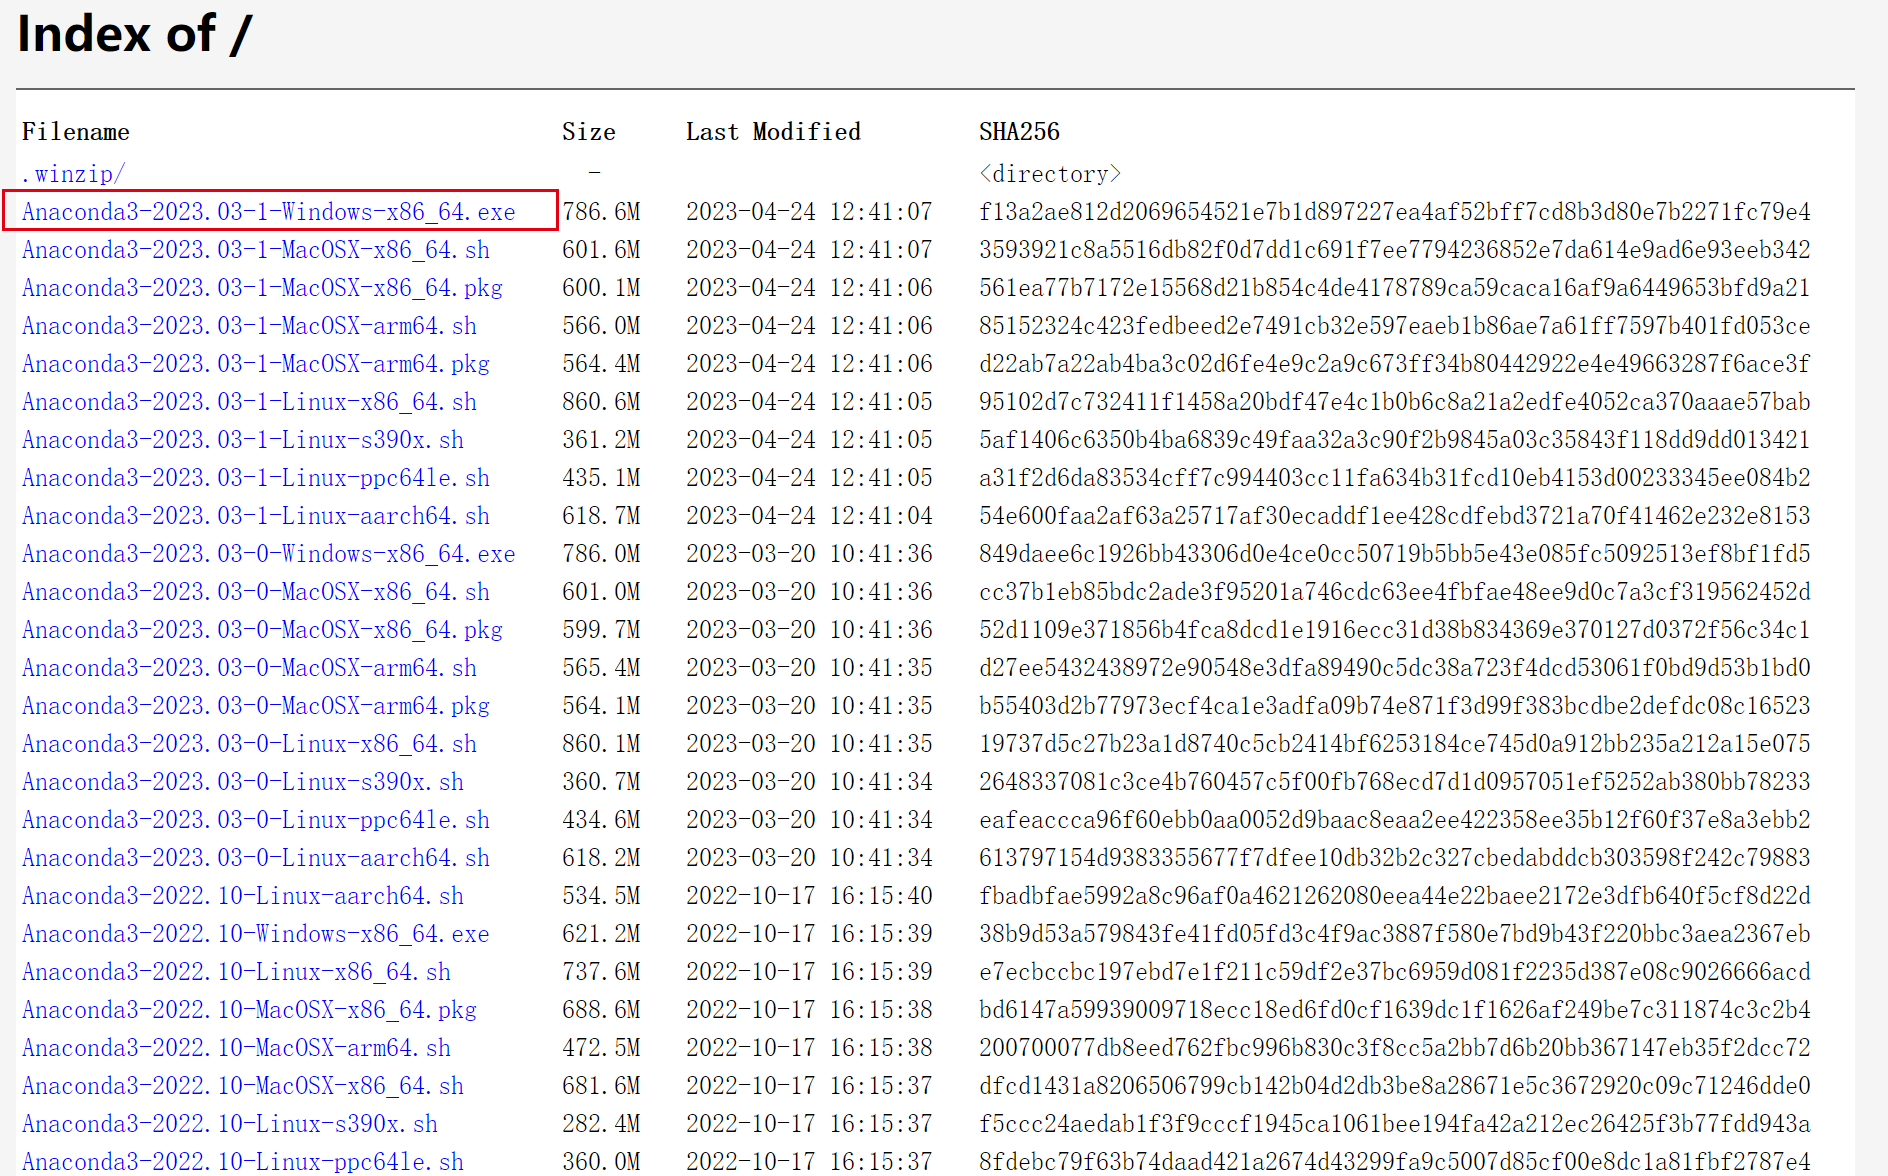 Index of /
Filename Size Last Modified SHA256
.winzip/ - <directory>
Anaconda3-2023.03-1-Windows-x86_64.exe 786.6M 2023-04-24 12:41:07 f13a2ae812d2069654521e7b1d897227ea4af52bff7cd8b3d80e7b2271fc79e4
Anaconda3-2023.03-1-MacOSX-x86_64.sh 601.6M 2023-04-24 12:41:07 3593921c8a5516db82f0d7dd1c691f7ee7794236852e7da614e9ad6e93eeb342
Anaconda3-2023.03-1-MacOSX-x86_64.pkg 600.1M 2023-04-24 12:41:06 561ea77b7172e15568d21b854c4de4178789ca59caca16af9a6449653bfd9a21
Anaconda3-2023.03-1-MacOSX-arm64.sh 566.0M 2023-04-24 12:41:06 85152324c423fedbeed2e7491cb32e597eaeb1b86ae7a61ff7597b401fd053ce
Anaconda3-2023.03-1-MacOSX-arm64.pkg 564.4M 2023-04-24 12:41:06 d22ab7a22ab4ba3c02d6fe4e9c2a9c673ff34b80442922e4e49663287f6ace3f
Anaconda3-2023.03-1-Linux-x86_64.sh 860.6M 2023-04-24 12:41:05 95102d7c732411f1458a20bdf47e4c1b0b6c8a21a2edfe4052ca370aaae57bab
Anaconda3-2023.03-1-Linux-s390x.sh 361.2M 2023-04-24 12:41:05 5af1406c6350b4ba6839c49faa32a3c90f2b9845a03c35843f118dd9dd013421
Anaconda3-2023.03-1-Linux-ppc64le.sh 435.1M 2023-04-24 12:41:05 a31f2d6da83534cff7c994403cc11fa634b31fcd10eb4153d00233345ee084b2
Anaconda3-2023.03-1-Linux-aarch64.sh 618.7M 2023-04-24 12:41:04 54e600faa2af63a25717af30ecaddf1ee428cdfebd3721a70f41462e232e8153
Anaconda3-2023.03-0-Windows-x86_64.exe 786.0M 2023-03-20 10:41:36 849daee6c1926bb43306d0e4ce0cc50719b5bb5e43e085fc5092513ef8bf1fd5
Anaconda3-2023.03-0-MacOSX-x86_64.sh 601.0M 2023-03-20 10:41:36 cc37b1eb85bdc2ade3f95201a746cdc63ee4fbfae48ee9d0c7a3cf319562452d
Anaconda3-2023.03-0-MacOSX-x86_64.pkg 599.7M 2023-03-20 10:41:36 52d1109e371856b4fca8dcd1e1916ecc31d38b834369e370127d0372f56c34c1
Anaconda3-2023.03-0-MacOSX-arm64.sh 565.4M 2023-03-20 10:41:35 d27ee5432438972e90548e3dfa89490c5dc38a723f4dcd53061f0bd9d53b1bd0
Anaconda3-2023.03-0-MacOSX-arm64.pkg 564.1M 2023-03-20 10:41:35 b55403d2b77973ecf4ca1e3adfa09b74e871f3d99f383bcdbe2defdc08c16523
Anaconda3-2023.03-0-Linux-x86_64.sh 860.1M 2023-03-20 10:41:35 19737d5c27b23a1d8740c5cb2414bf6253184ce745d0a912bb235a212a15e075
Anaconda3-2023.03-0-Linux-s390x.sh 360.7M 2023-03-20 10:41:34 2648337081c3ce4b760457c5f00fb768ecd7d1d0957051ef5252ab380bb78233
Anaconda3-2023.03-0-Linux-ppc64le.sh 434.6M 2023-03-20 10:41:34 eafeaccca96f60ebb0aa0052d9baac8eaa2ee422358ee35b12f60f37e8a3ebb2
Anaconda3-2023.03-0-Linux-aarch64.sh 618.2M 2023-03-20 10:41:34 613797154d9383355677f7dfee10db32b2c327cbedabddcb303598f242c79883
Anaconda3-2022.10-Linux-aarch64.sh 534.5M 2022-10-17 16:15:40 fbadbfae5992a8c96af0a4621262080eea44e22baee2172e3dfb640f5cf8d22d
Anaconda3-2022.10-Windows-x86_64.exe 621.2M 2022-10-17 16:15:39 38b9d53a579843fe41fd05fd3c4f9ac3887f580e7bd9b43f220bbc3aea2367eb
Anaconda3-2022.10-Linux-x86_64.sh 737.6M 2022-10-17 16:15:39 e7ecbccbc197ebd7e1f211c59df2e37bc6959d081f2235d387e08c9026666acd
Anaconda3-2022.10-MacOSX-x86_64.pkg 688.6M 2022-10-17 16:15:38 bd6147a59939009718ecc18ed6fd0cf1639dc1f1626af249be7c311874c3c2b4
Anaconda3-2022.10-MacOSX-arm64.sh 472.5M 2022-10-17 16:15:38 200700077db8eed762fbc996b830c3f8cc5a2bb7d6b20bb367147eb35f2dcc72
Anaconda3-2022.10-MacOSX-x86_64.sh 681.6M 2022-10-17 16:15:37 dfcd1431a8206506799cb142b04d2db3be8a28671e5c3672920c09c71246dde0
Anaconda3-2022.10-Linux-s390x.sh 282.4M 2022-10-17 16:15:37 f5ccc24aedab1f3f9cccf1945ca1061bee194fa42a212ec26425f3b77fdd943a
Anaconda3-2022.10-Linux-ppc64le.sh 360.0M 2022-10-17 16:15:37 8fdebc79f63b74daad421a2674d43299fa9c5007d85cf00e8dc1a81fbf2787e4